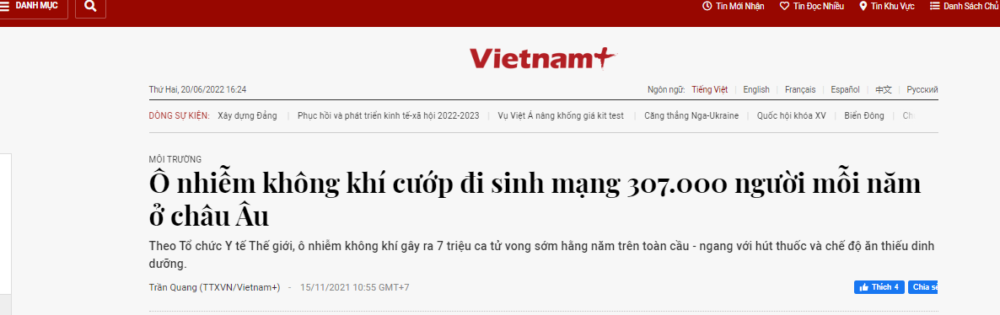 DANH MỤC
Tin Mới Nhận Tin Đọc Nhiều Tin Khu Vực Danh Sách Chủ
Vietnam+
Thứ Hai, 20/06/2022 16:24
Ngôn ngữ: Tiếng Việt | English | Français | Español | 中文 | Русский
DÒNG SỰ KIỆN: Xây dựng Đảng | Phục hồi và phát triển kinh tế-xã hội 2022-2023 | Vụ Việt Á nâng khống giá kit test | Căng thẳng Nga-Ukraine | Quốc hội khóa XV | Biển Đông | Ch
MÔI TRƯỜNG
Ô nhiễm không khí cướp đi sinh mạng 307.000 người mỗi năm
ở châu Âu
Theo Tổ chức Y tế Thế giới, ô nhiễm không khí gây ra 7 triệu ca tử vong sớm hằng năm trên toàn cầu - ngang với hút thuốc và chế độ ăn thiếu dinh
dưỡng.
Trần Quang (TTXVN/Vietnam+) - 15/11/2021 10:55 GMT+7
Thích 4 Chia sẻ